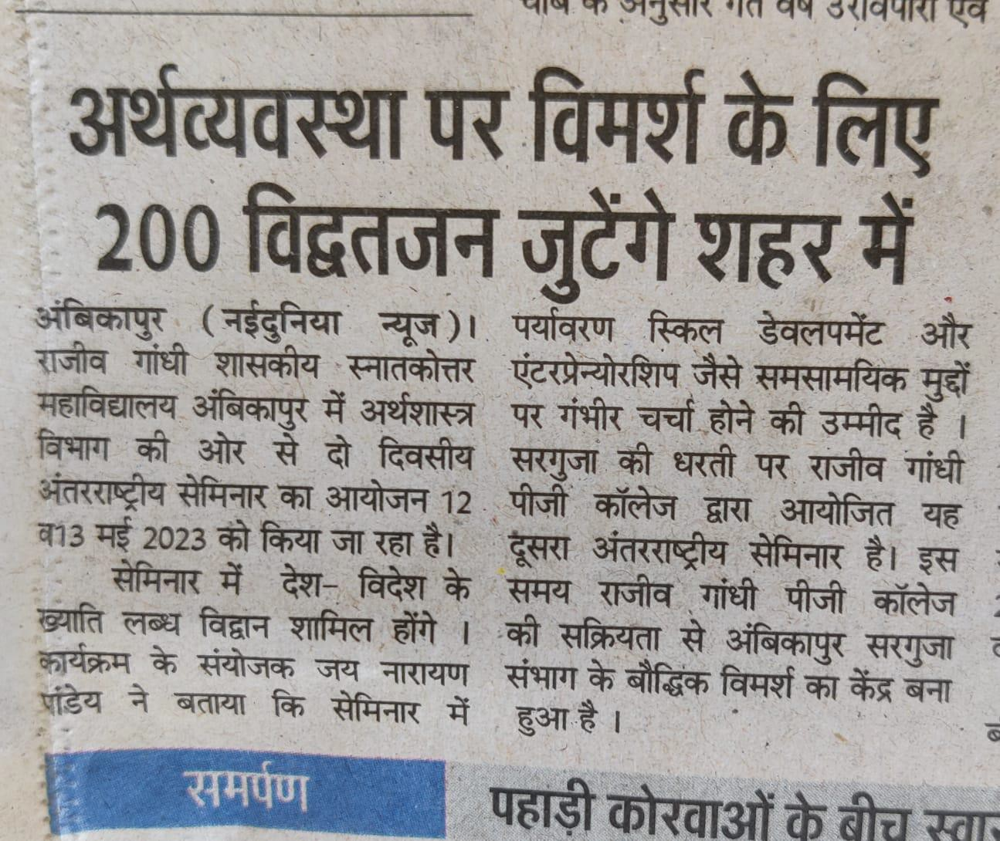 के अनुसार गत वर्ष
अर्थव्यवस्था पर विमर्श के लिए
200 विद्वतजन जुटेंगे शहर में
अंबिकापुर (नईदुनिया न्यूज)।
राजीव गांधी शासकीय स्नातकोत्तर
महाविद्यालय अंबिकापुर में अर्थशास्त्र
विभाग की ओर से दो दिवसीय
अंतरराष्ट्रीय सेमिनार का आयोजन 12
व13 मई 2023 को किया जा रहा है।
सेमिनार में देश- विदेश के
ख्याति लब्ध विद्वान शामिल होंगे ।
कार्यक्रम के संयोजक जय नारायण
पांडेय ने बताया कि सेमिनार में
पर्यावरण स्किल डेवलपमेंट और
एंटरप्रेन्योरशिप जैसे समसामयिक मुद्दों
पर गंभीर चर्चा होने की उम्मीद है ।
सरगुजा की धरती पर राजीव गांधी
पीजी कॉलेज द्वारा आयोजित यह
दूसरा अंतरराष्ट्रीय सेमिनार है। इस
समय राजीव गांधी पीजी कॉलेज
की सक्रियता से अंबिकापुर सरगुजा
संभाग के बौद्धिक विमर्श का केंद्र बना
हुआ है ।
समर्पण
पहाड़ी कोरवाओं के बीच